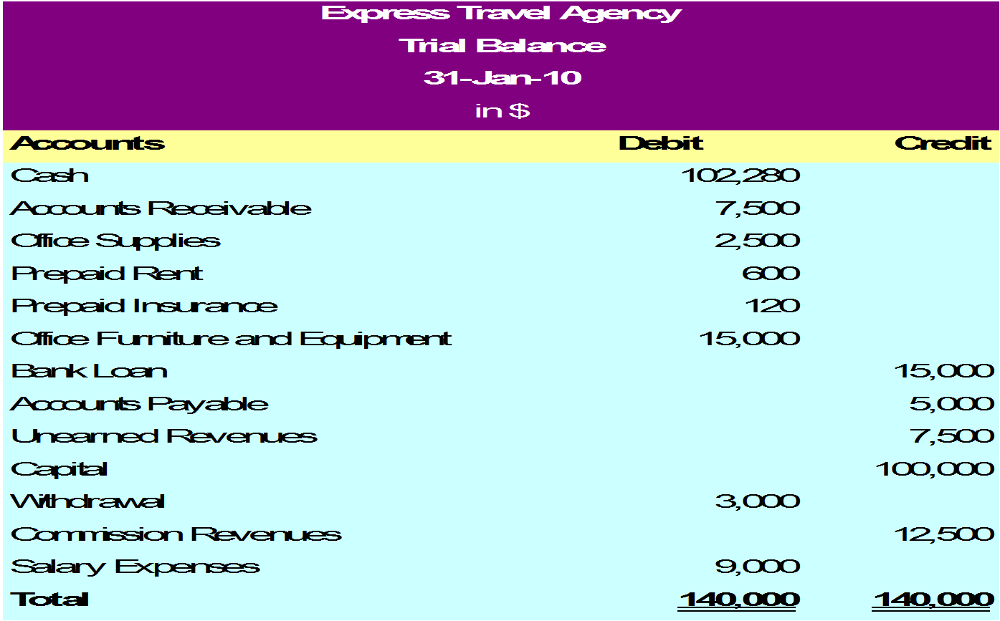 Express Travel Agency
Trial Balance
31-Jan-10
in $
Accounts Debit Credit
Cash 102,280
Accounts Receivable 7,500
Office Supplies 2,500
Prepaid Rent 600
Prepaid Insurance 120
Office Furniture and Equipment 15,000
Bank Loan 15,000
Accounts Payable 5,000
Unearned Revenues 7,500
Capital 100,000
Withdrawal 3,000
Commission Revenues 12,500
Salary Expenses 9,000
Total 140,000 140,000